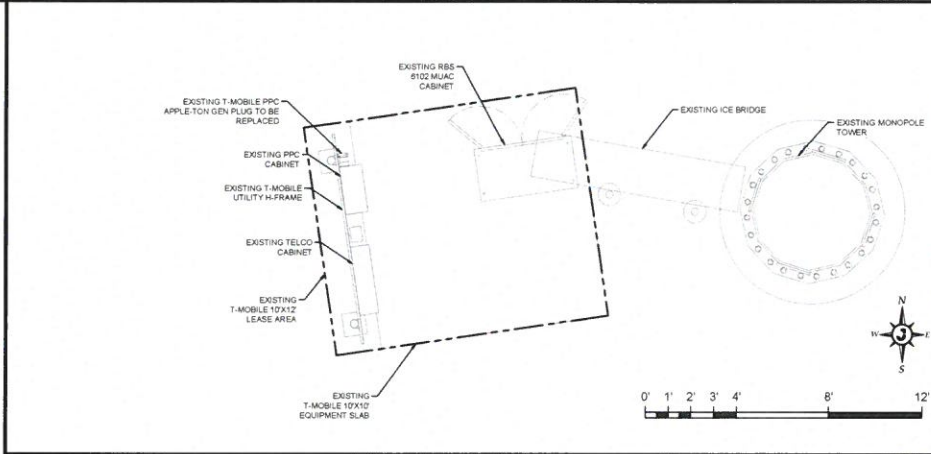 EXISTING RBS
6102 MUAC
CABINET
EXISTING T-MOBILE PPC
APPLE-TON GEN PLUG TO BE
REPLACED
EXISTING ICE BRIDGE
EXISTING MONOPOLE
TOWER
EXISTING PPC
CABINET
EXISTING T-MOBILE
UTILITY H-FRAME
EXISTING TELCO
CABINET
EXISTING
T-MOBILE 10'X12'
LEASE AREA
EXISTING
T-MOBILE 10'X10'
EQUIPMENT SLAB
N
W J E
S
0' 1' 2' 3' 4' 8' 12'